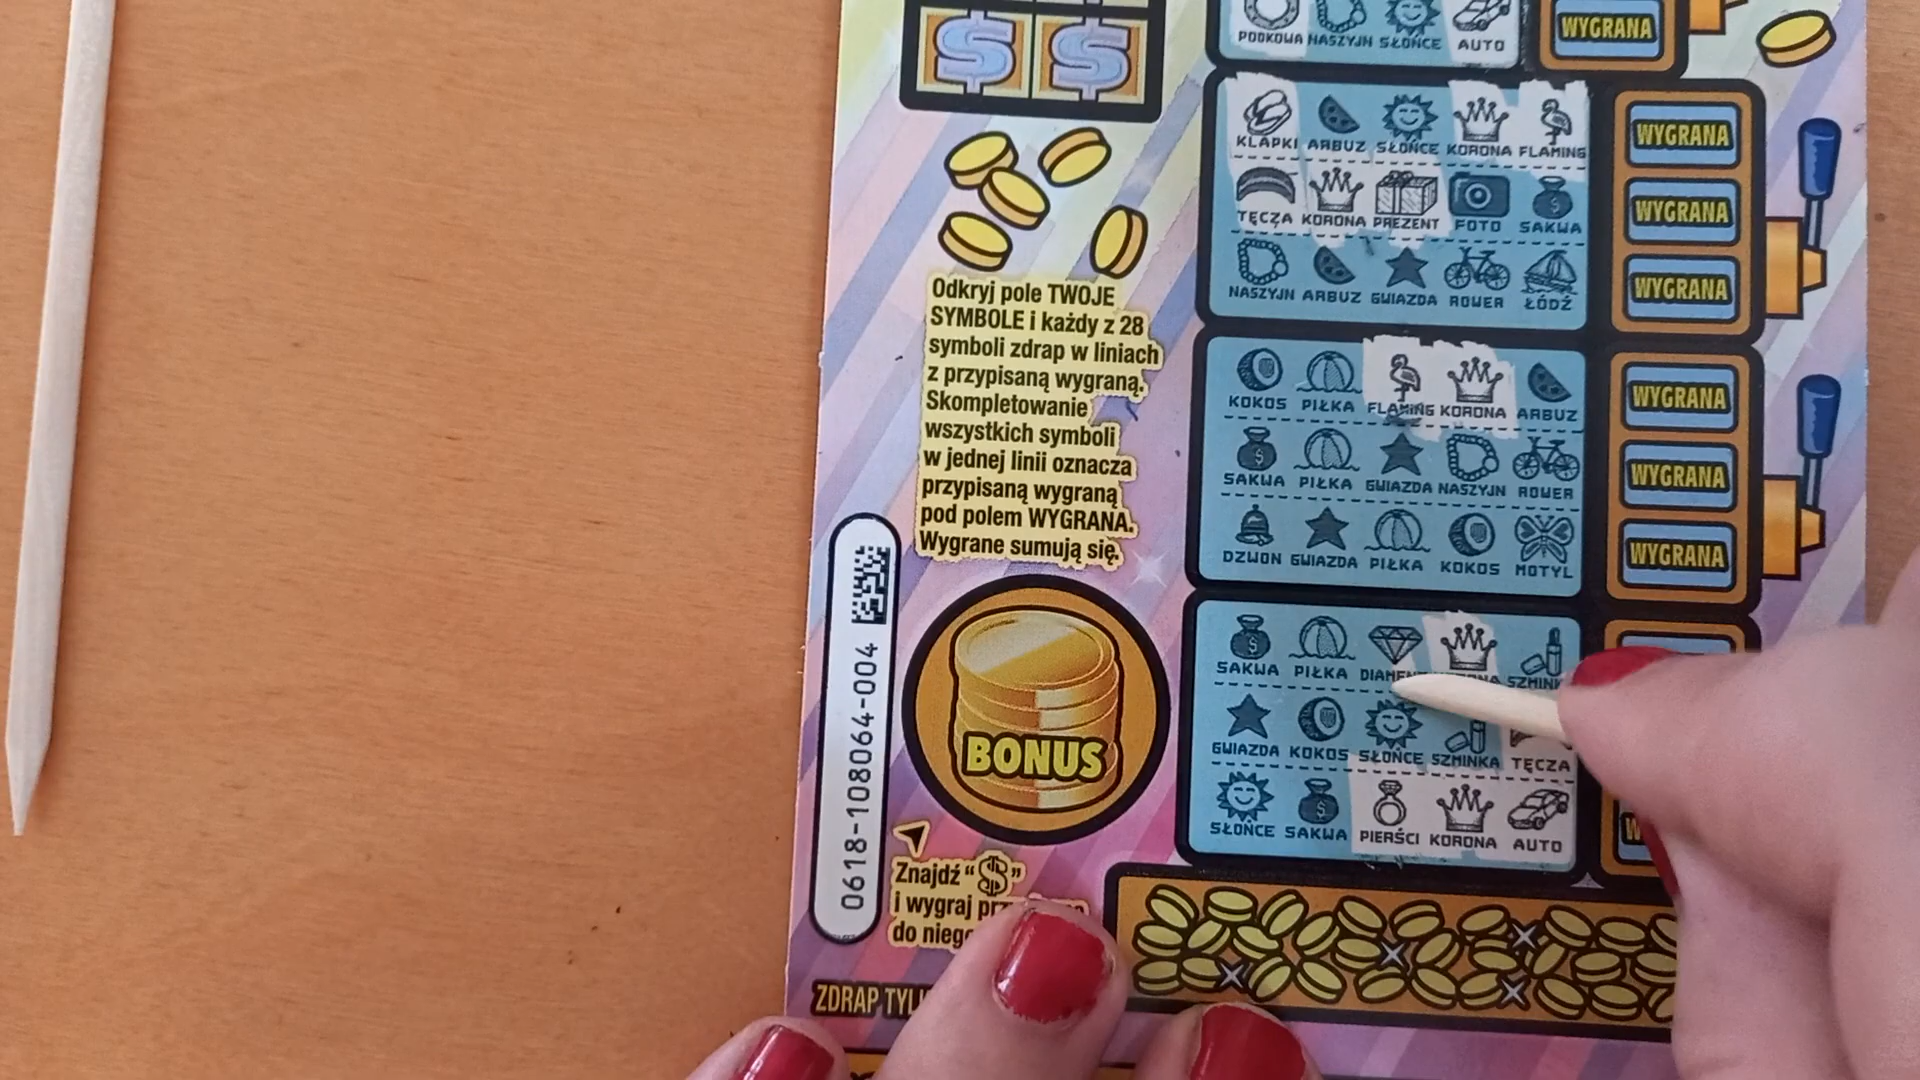 $ $
PODKOWA NASZYJN SŁOŃCE AUTO
WYGRANA
KLAPKI ARBUZ SŁOŃCE KORONA FLAMING
WYGRANA
TĘCZA KORONA PREZENT FOTO SAKWA
WYGRANA
NASZYJN ARBUZ GWIAZDA ROWER ŁÓDŹ
WYGRANA
Odkryj pole TWOJE
SYMBOLE i każdy z 28
symboli zdrap w liniach
z przypisaną wygraną.
Skompletowanie
wszystkich symboli
w jednej linii oznacza
przypisaną wygraną
pod polem WYGRANA.
Wygrane sumują się.
KOKOS PIŁKA FLAMING KORONA ARBUZ
WYGRANA
SAKWA PIŁKA GWIAZDA NASZYJN ROWER
WYGRANA
DZWON GWIAZDA PIŁKA KOKOS MOTYL
WYGRANA
0618-108064-004
BONUS
SAKWA PIŁKA
GWIAZDA KOKOS SŁOŃCE SZMINKA TĘCZA
SŁOŃCE SAKWA PIERŚCI KORONA AUTO
Znajdź "$"
i wygraj
do
ZDRAP